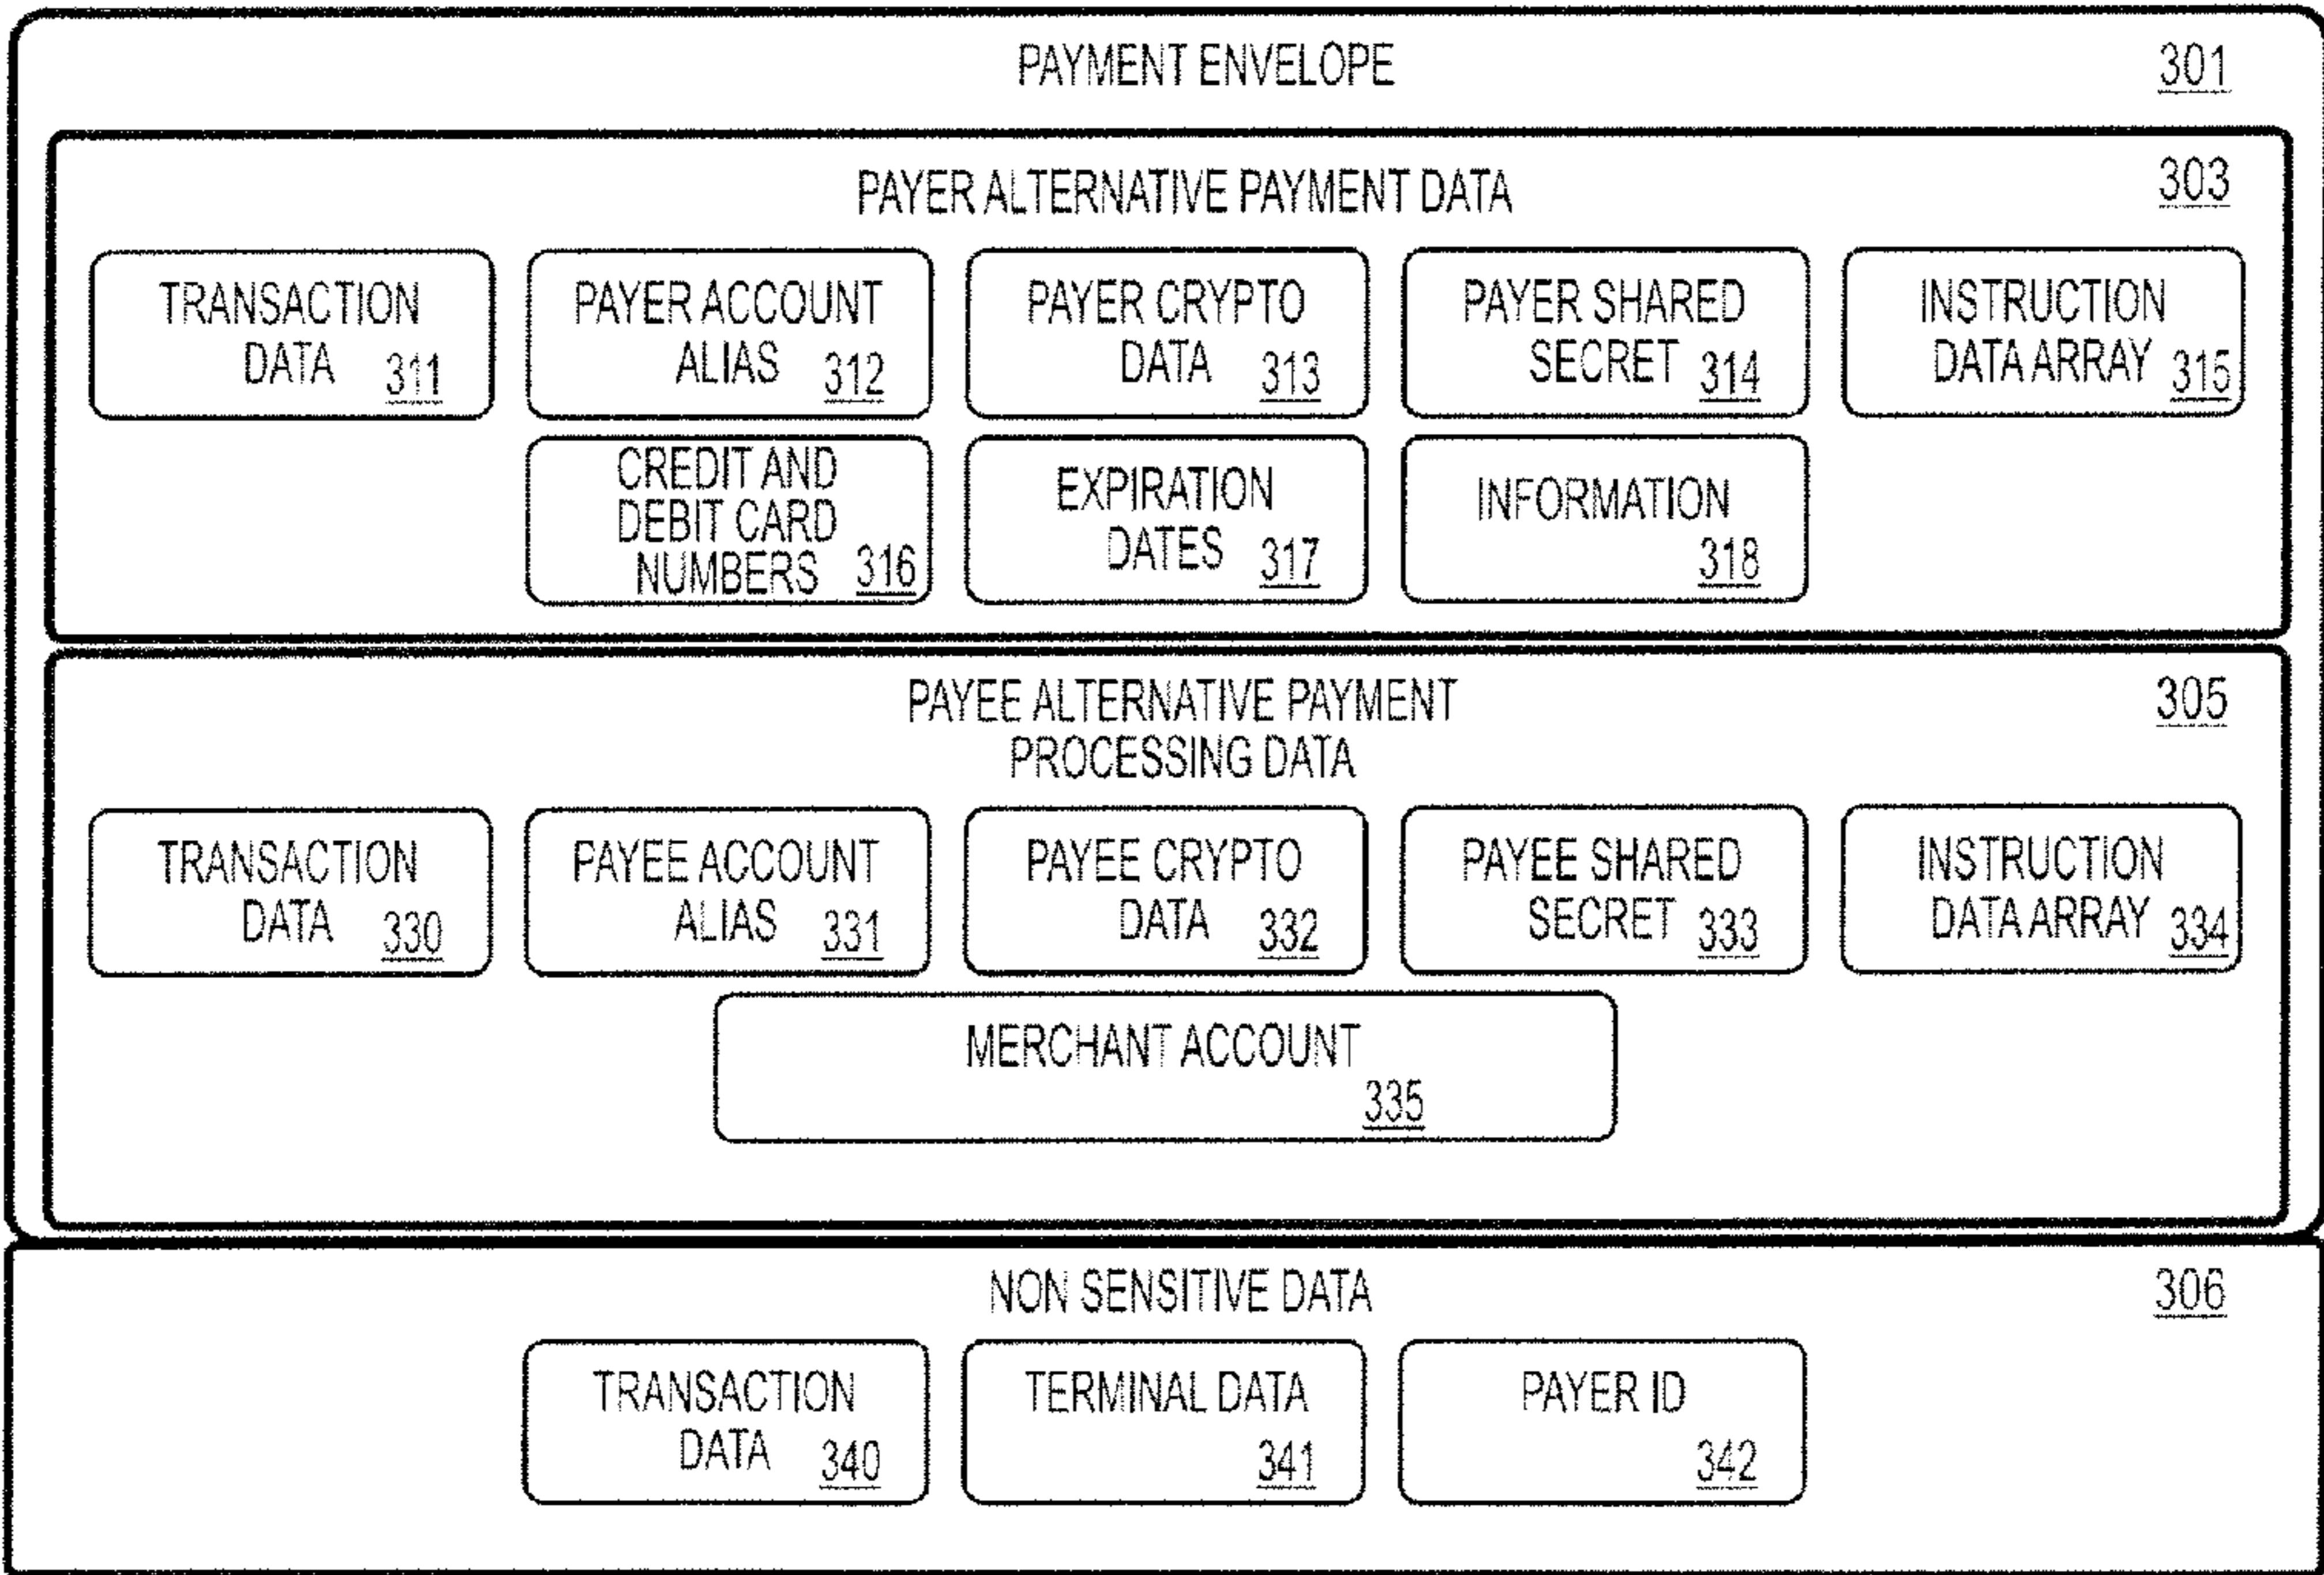 PAYMENT ENVELOPE 301
PAYER ALTERNATIVE PAYMENT DATA 303
TRANSACTION
DATA 311
PAYER ACCOUNT
ALIAS 312
PAYER CRYPTO
DATA 313
PAYER SHARED
SECRET 314
INSTRUCTION
DATA ARRAY 315
CREDIT AND
DEBIT CARD
NUMBERS 316
EXPIRATION
DATES 317
INFORMATION
318
PAYEE ALTERNATIVE PAYMENT 305
PROCESSING DATA
TRANSACTION
DATA 330
PAYEE ACCOUNT
ALIAS 331
PAYEE CRYPTO
DATA 332
PAYEE SHARED
SECRET 333
INSTRUCTION
DATA ARRAY 334
MERCHANT ACCOUNT
335
NON SENSITIVE DATA 306
TRANSACTION
DATA 340
TERMINAL DATA
341
PAYER ID
342